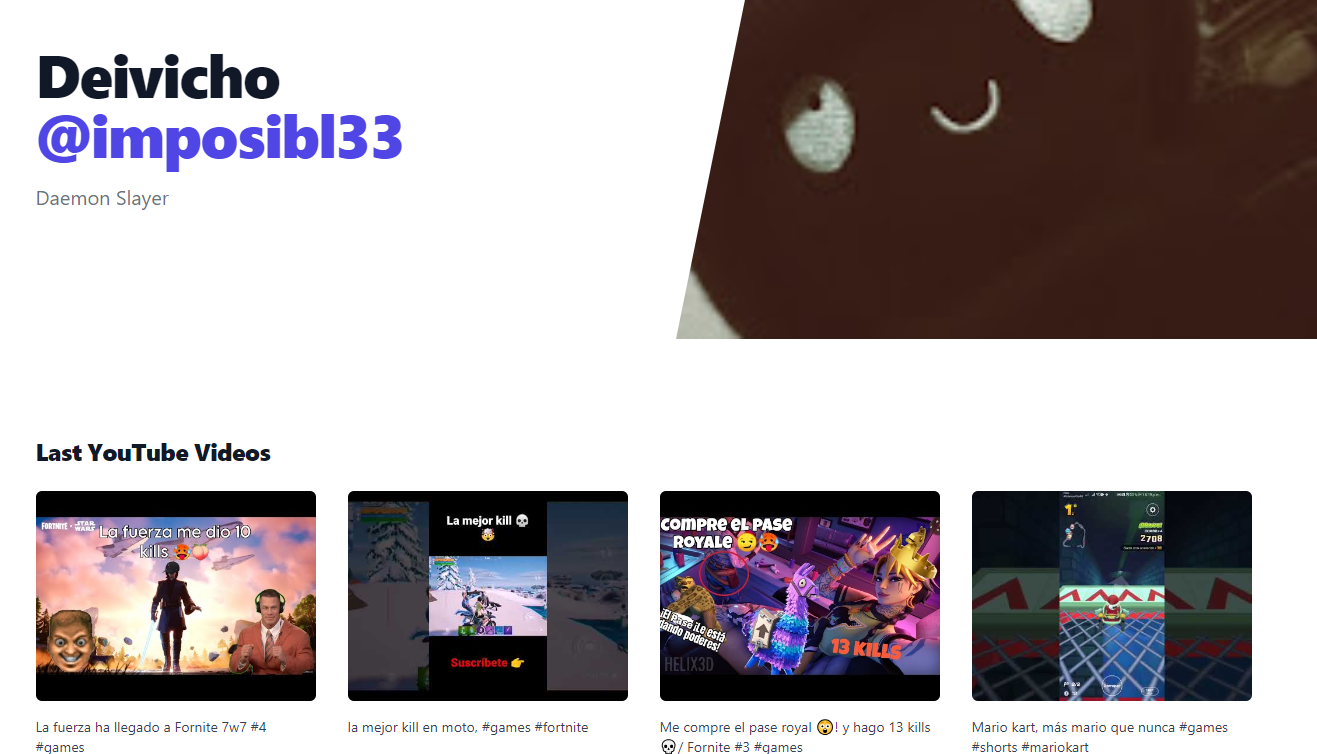 Deivicho
@imposibl33
Daemon Slayer
Last YouTube Videos
FORTNITE STAR WARS
La fuerza me dio 10
kills 🥵🍑
La mejor kill 💀
🤯
Suscríbete 👉
COMPRE EL PASE
ROYALE 😏🥵
¡El Pase ¡Le está
dando poderes!
13 KILLS
HELIX3D
2708
La fuerza ha llegado a Fornite 7w7 #4
#games
la mejor kill en moto, #games #fortnite
Me compre el pase royal 😲! y hago 13 kills
💀/ Fornite #3 #games
Mario kart, más mario que nunca #games
#shorts #mariokart